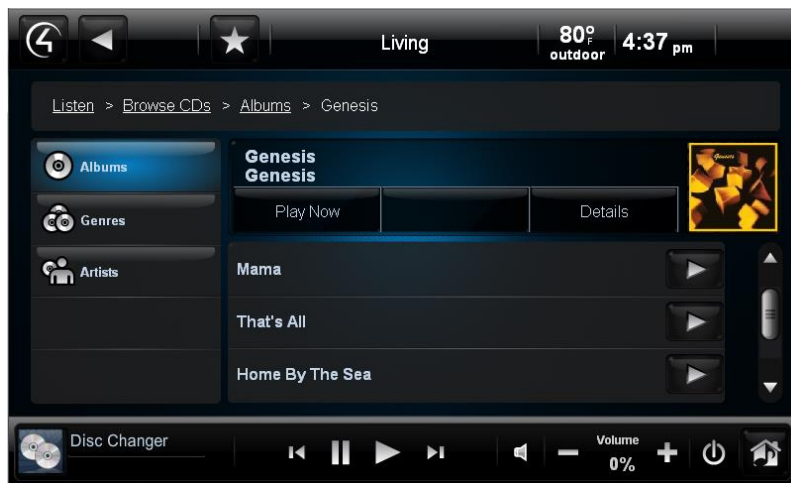 Living
80°F
outdoor
4:37 pm
Listen > Browse CDs > Albums > Genesis
Albums
Genres
Artists
Genesis
Genesis
Play Now
Details
Genesis
Mama
That's All
Home By The Sea
Disc Changer
Volume
0%